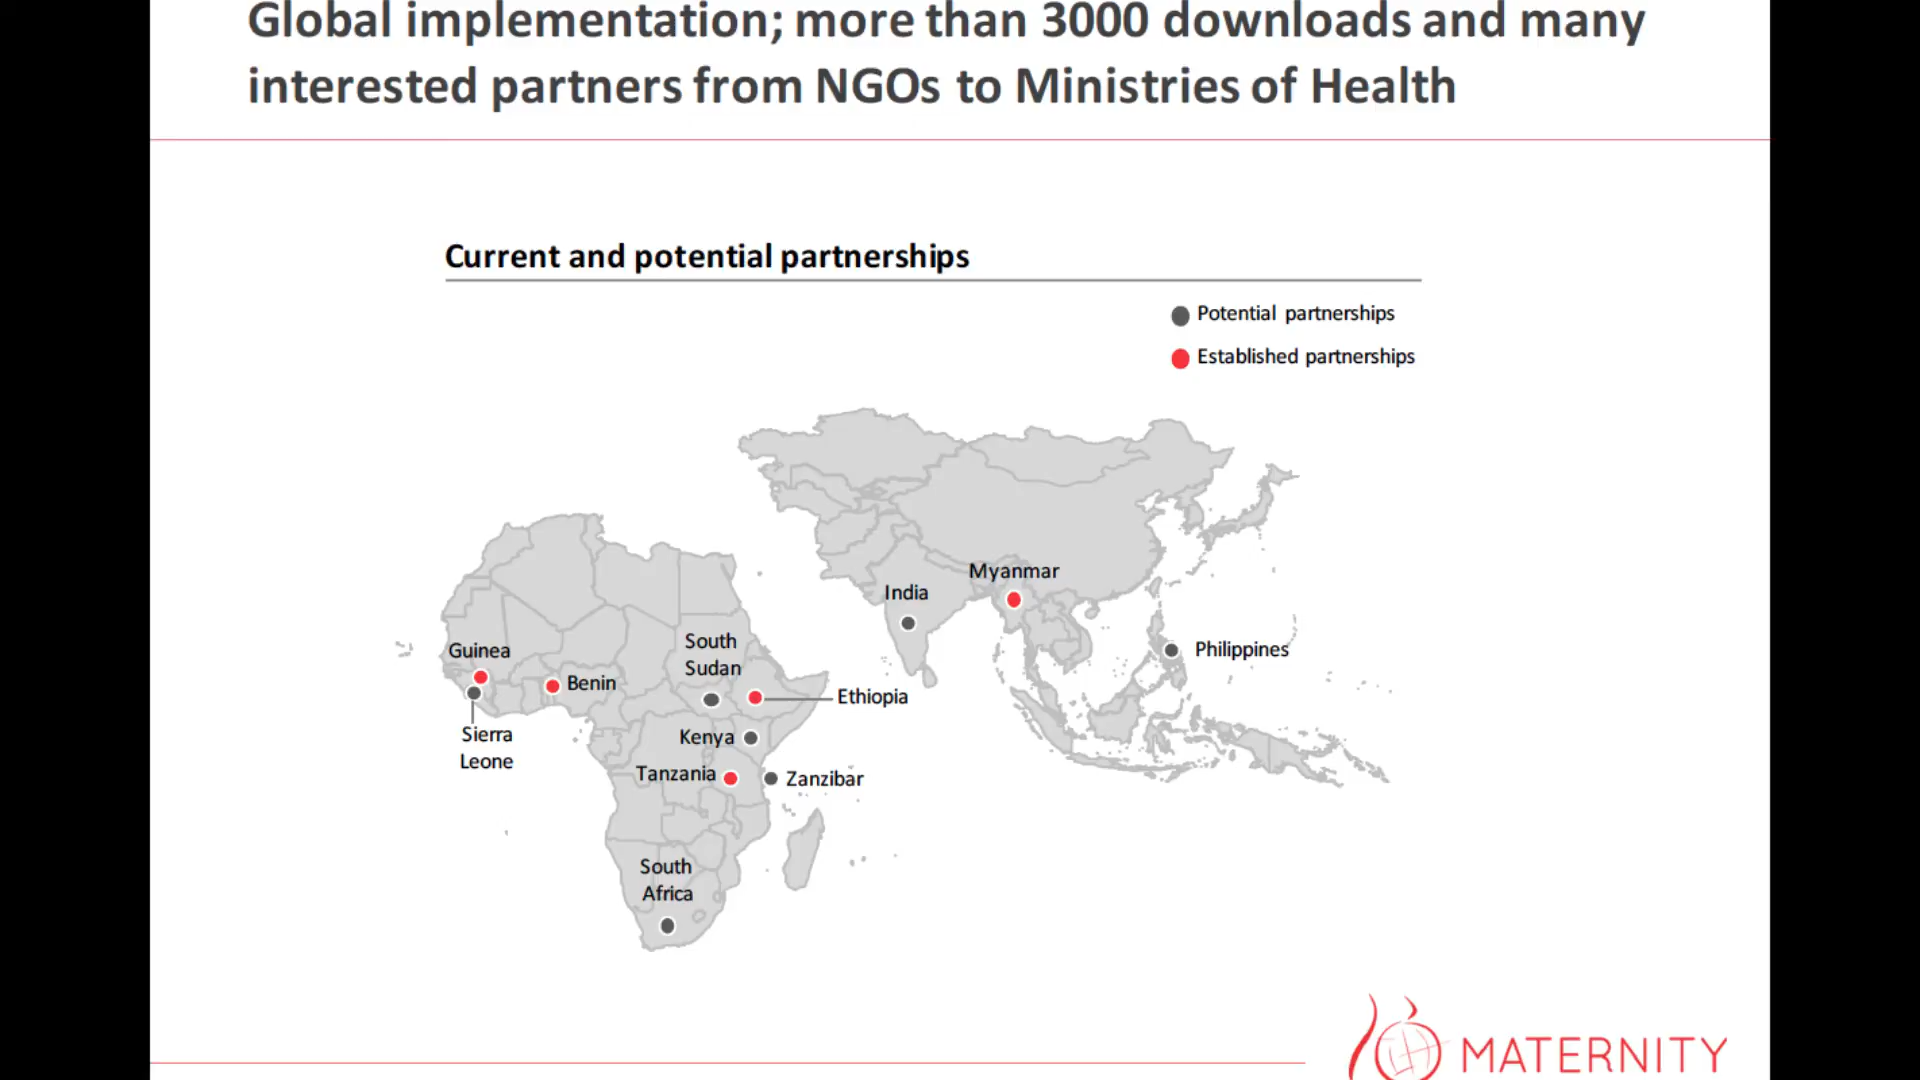 Global implementation; more than 3000 downloads and many
interested partners from NGOs to Ministries of Health
Current and potential partnerships
Potential partnerships
Established partnerships
Myanmar
India
Philippines
Guinea
South
Sudan
Benin
Ethiopia
Sierra
Leone
Kenya
Tanzania
Zanzibar
South
Africa
MATERNITY